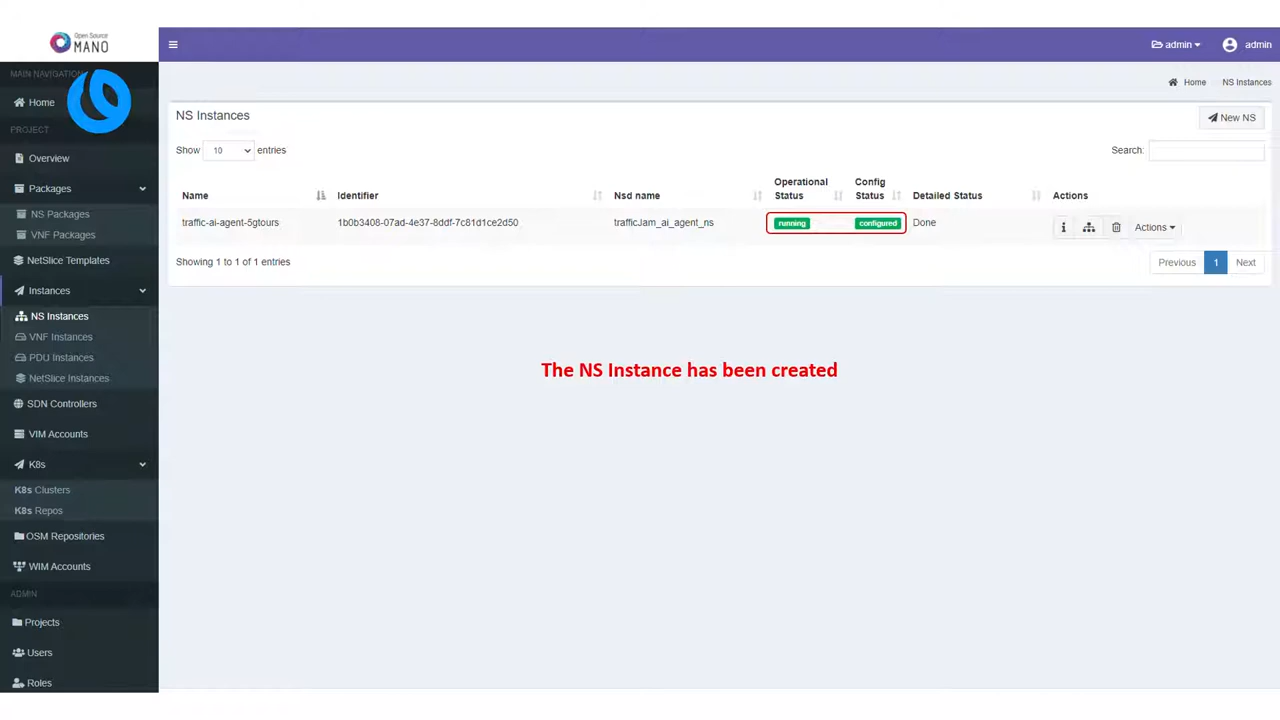 Open Source
MANO
admin
admin
MAIN NAVIGATION
Home
NS Instances
Home
PROJECT
NS Instances
New NS
Overview
Show 10 entries
Search:
Packages
Name
Identifier
Nsd name
Operational Status
Config Status
Detailed Status
Actions
NS Packages
traffic-ai-agent-5gtours
1b0b3408-07ad-4e37-8ddf-7c81d1ce2d50
trafficJam_ai_agent_ns
running
configured
Done
Actions
VNF Packages
NetSlice Templates
Showing 1 to 1 of 1 entries
Previous
1
Next
Instances
NS Instances
VNF Instances
PDU Instances
The NS Instance has been created
NetSlice Instances
SDN Controllers
VIM Accounts
K8s
K8s Clusters
K8s Repos
OSM Repositories
WIM Accounts
ADMIN
Projects
Users
Roles